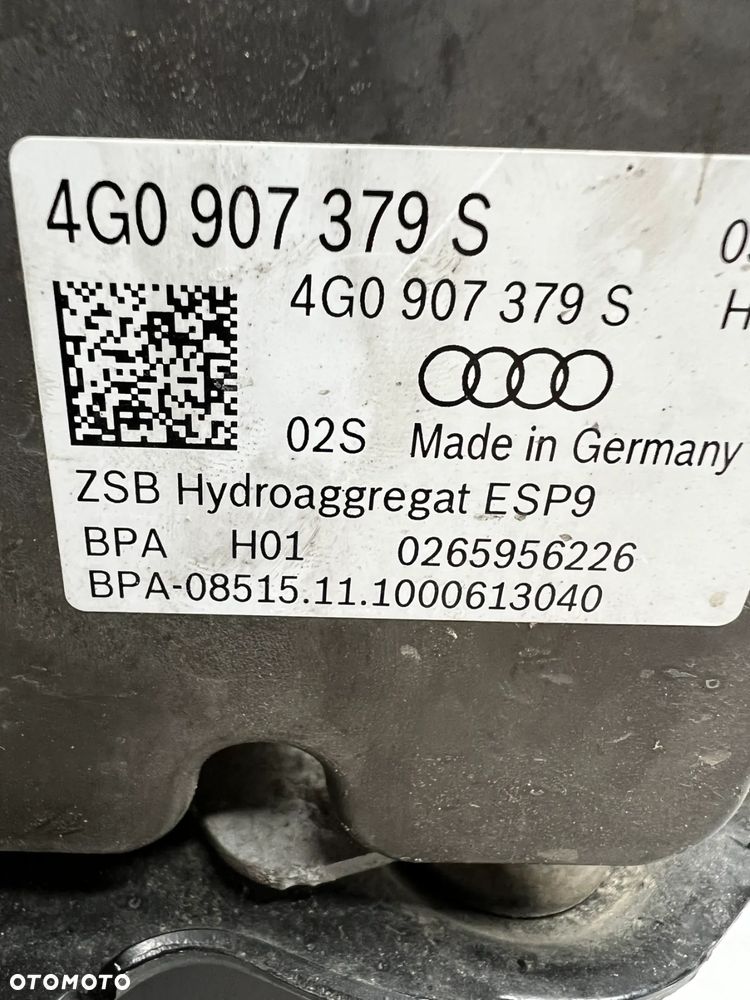 4G0 907 379 S
4G0 907 379 S H
02S Made in Germany
ZSB Hydroaggregat ESP9
BPA H01 0265956226
BPA-08515.11.1000613040
OTOMOTO